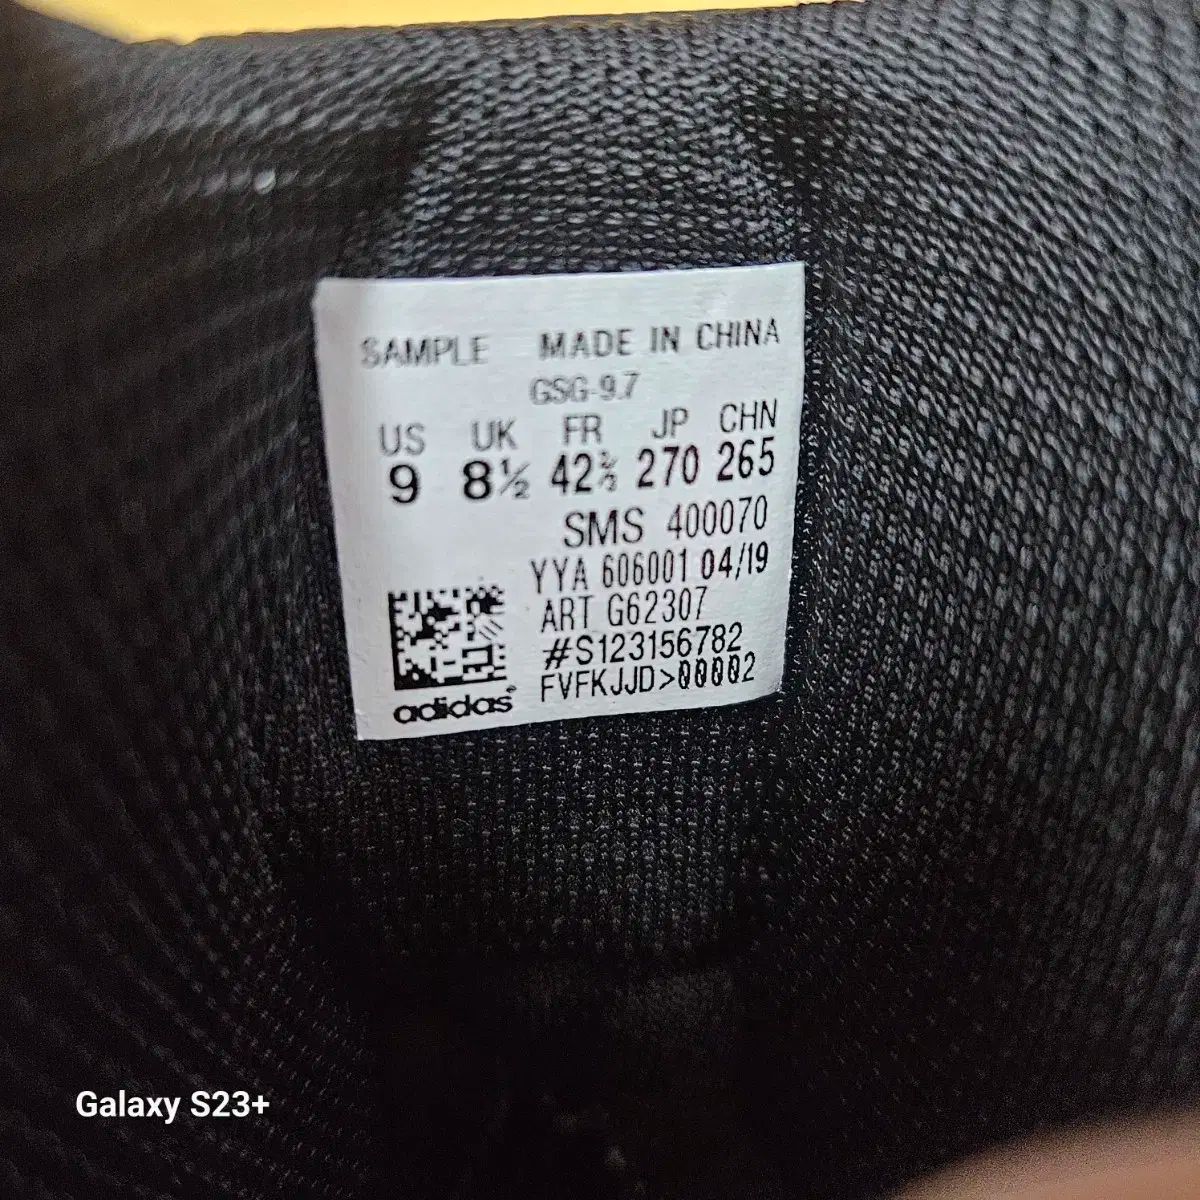 SAMPLE MADE IN CHINA
GSG-9.7
US UK FR JP CHN
9 8½ 42⅔ 270 265
SMS 400070
YYA 606001 04/19
ART G62307
#S123156782
FVFKJJD>00002
adidas®
Galaxy S23+